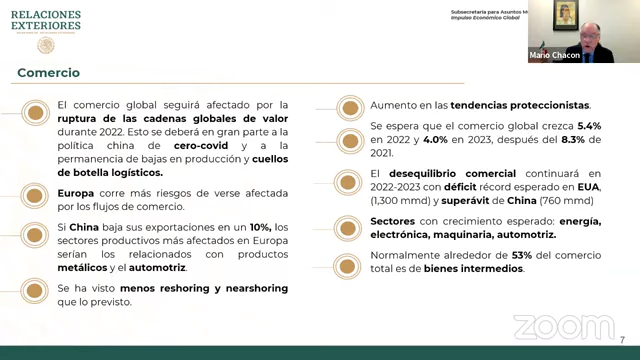 RELACIONES
EXTERIORES
Subsecretaría para Asuntos M
Impulso Económico Global
Mario Chacon
Comercio
El comercio global seguirá afectado por la
ruptura de las cadenas globales de valor
durante 2022. Esto se deberá en gran parte a la
política china de cero-covid y a la
permanencia de bajas en producción y cuellos
de botella logísticos.
Europa corre más riesgos de verse afectada
por los flujos de comercio.
Si China baja sus exportaciones en un 10%, los
sectores productivos más afectados en Europa
serían los relacionados con productos
metálicos y el automotriz.
Se ha visto menos reshoring y nearshoring
que lo previsto.
Aumento en las tendencias proteccionistas.
Se espera que el comercio global crezca 5.4%
en 2022 y 4.0% en 2023, después del 8.3% de
2021.
El desequilibrio comercial continuará en
2022-2023 con déficit récord esperado en EUA,
(1,300 mmd) y superávit de China (760 mmd)
Sectores con crecimiento esperado: energía,
electrónica, maquinaria, automotriz.
Normalmente alrededor de 53% del comercio
total es de bienes intermedios.
zoom
7